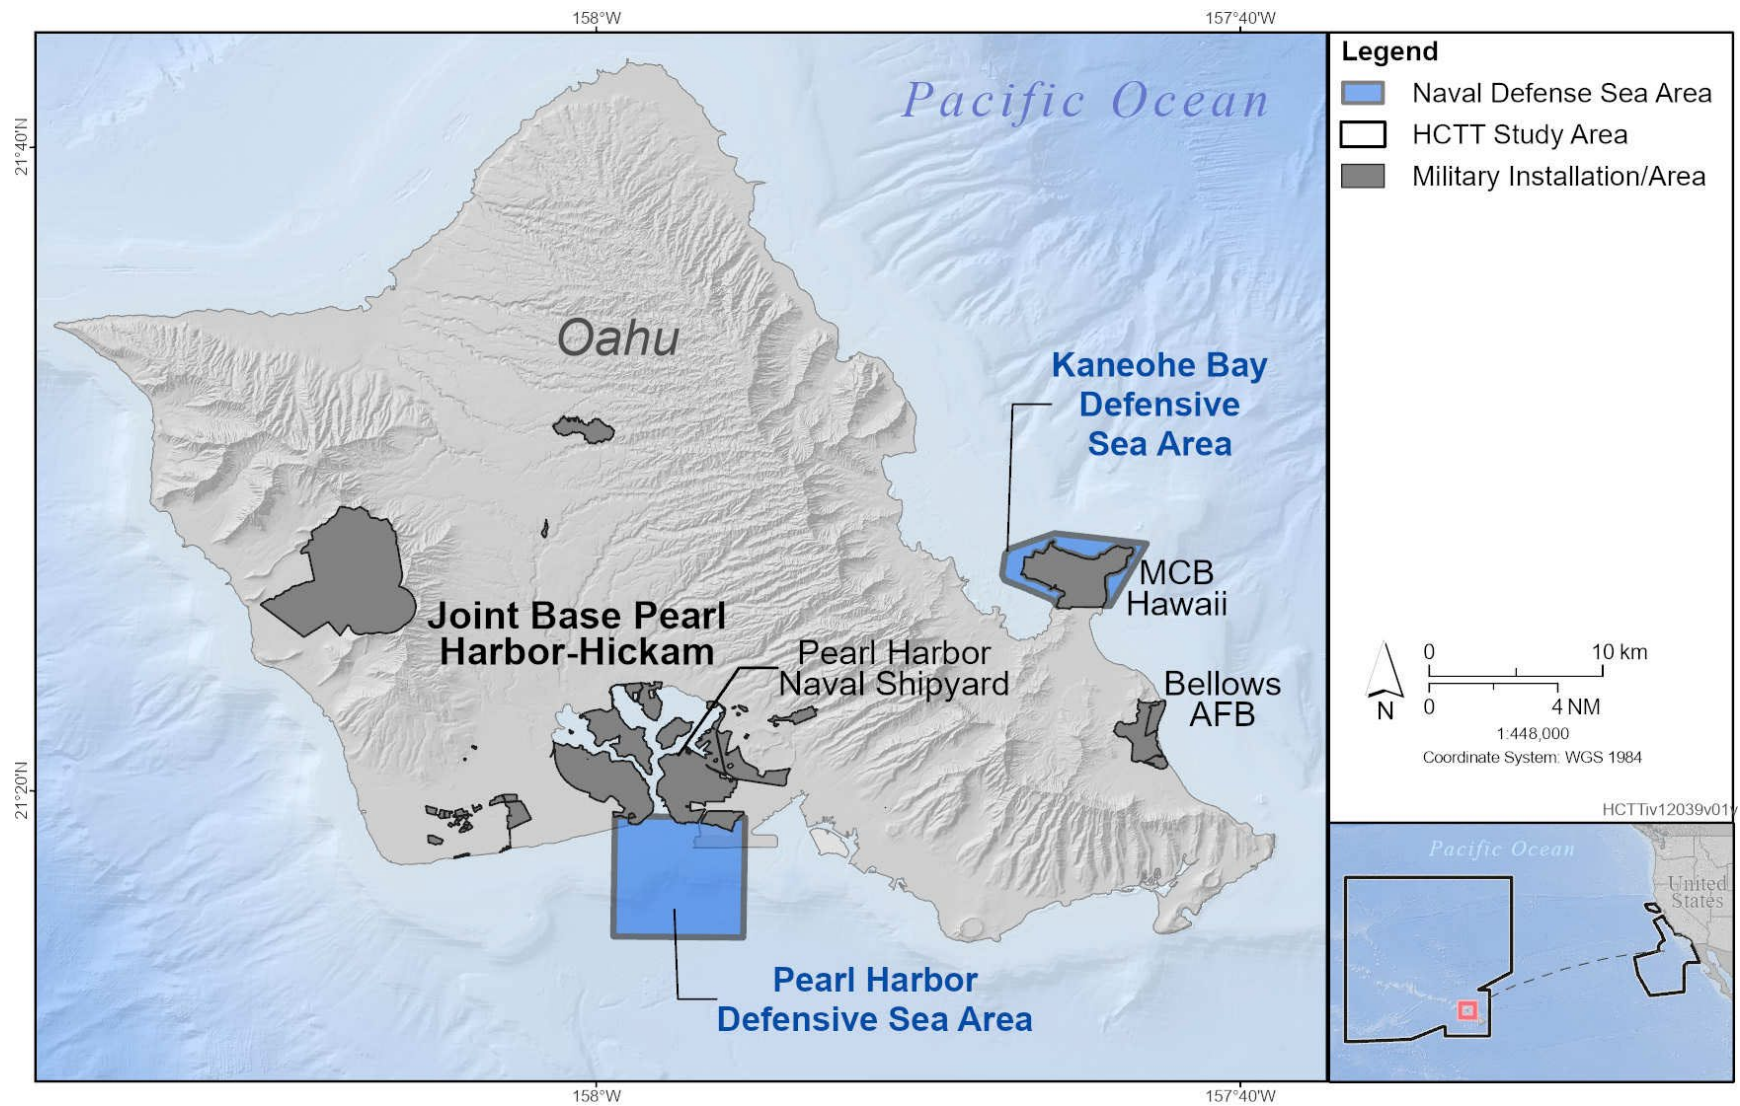 158°W
157°40'W
21°40'N
21°20'N
Pacific Ocean
Oahu
Kaneohe Bay
Defensive
Sea Area
MCB
Hawaii
Joint Base Pearl
Harbor-Hickam
Pearl Harbor
Naval Shipyard
Bellows
AFB
Pearl Harbor
Defensive Sea Area
158°W
157°40'W
Legend
Naval Defense Sea Area
HCTT Study Area
Military Installation/Area
0
10 km
0
4 NM
N
1:448,000
Coordinate System: WGS 1984
HCTTiv12039v01
Pacific Ocean
United
States